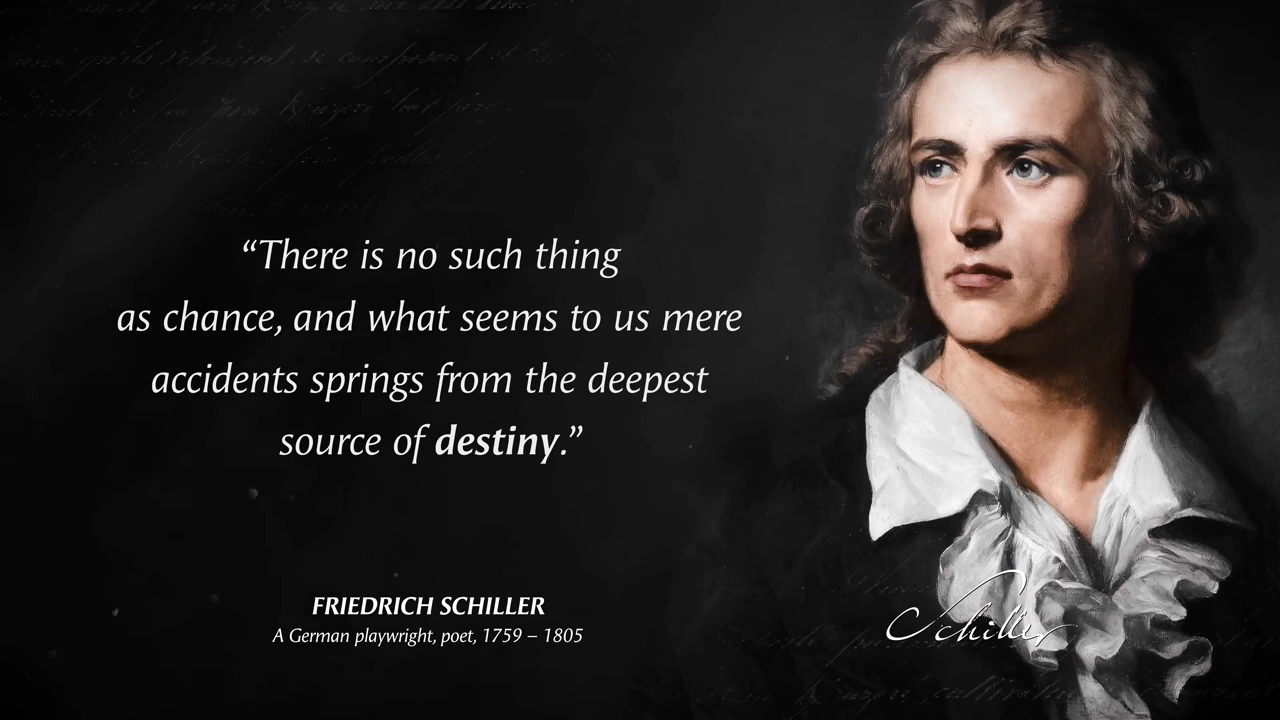 “There is no such thing
as chance, and what seems to us mere
accidents springs from the deepest
source of destiny.”
FRIEDRICH SCHILLER
A German playwright, poet, 1759 – 1805
Schiller